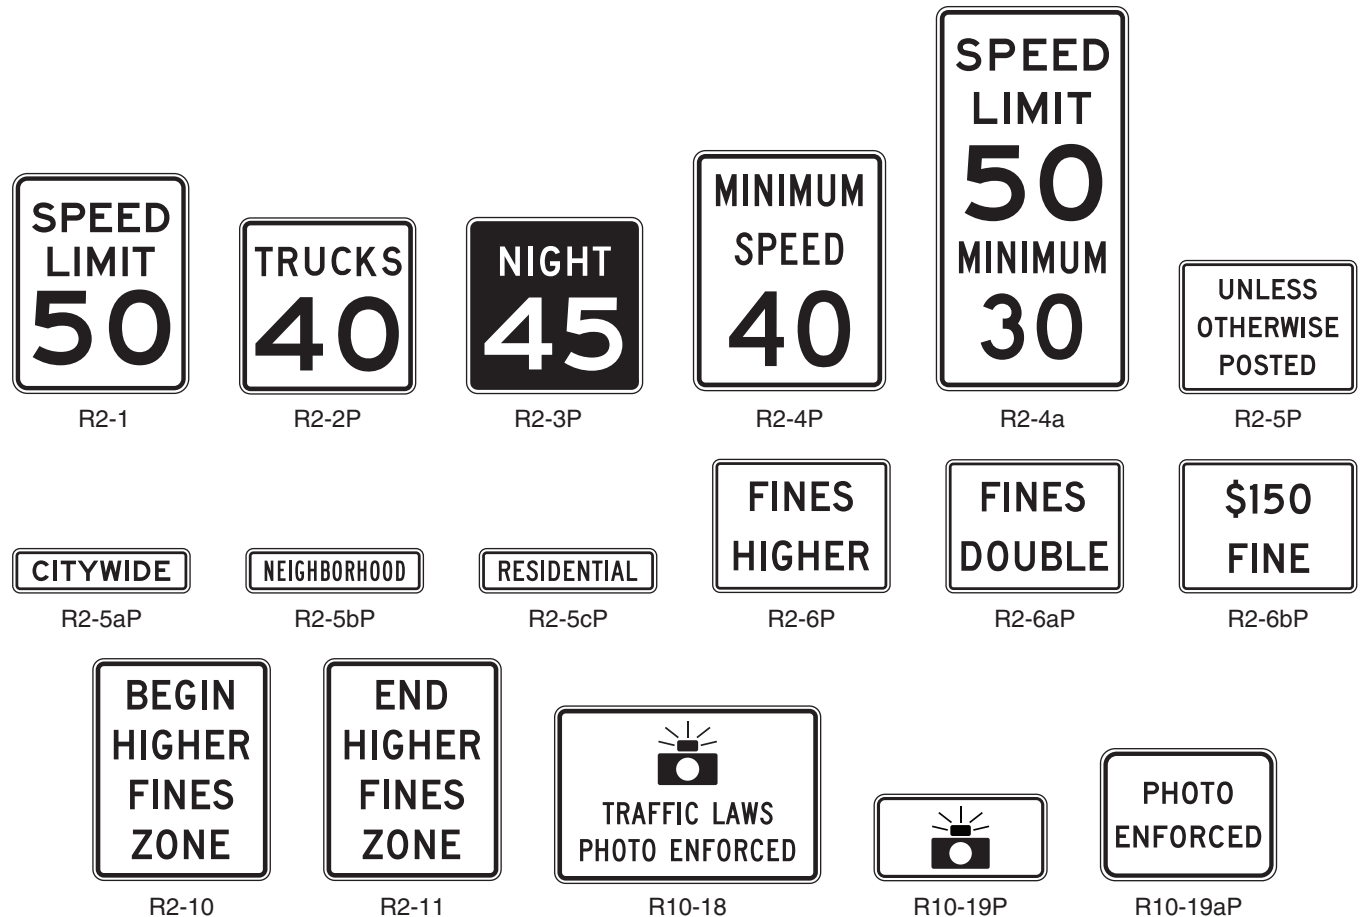 SPEED
LIMIT
50
R2-1
TRUCKS
40
R2-2P
NIGHT
45
R2-3P
MINIMUM
SPEED
40
R2-4P
SPEED
LIMIT
50
MINIMUM
30
R2-4a
UNLESS
OTHERWISE
POSTED
R2-5P
CITYWIDE
R2-5aP
NEIGHBORHOOD
R2-5bP
RESIDENTIAL
R2-5cP
FINES
HIGHER
R2-6P
FINES
DOUBLE
R2-6aP
$150
FINE
R2-6bP
BEGIN
HIGHER
FINES
ZONE
R2-10
END
HIGHER
FINES
ZONE
R2-11
TRAFFIC LAWS
PHOTO ENFORCED
R10-18
R10-19P
PHOTO
ENFORCED
R10-19aP